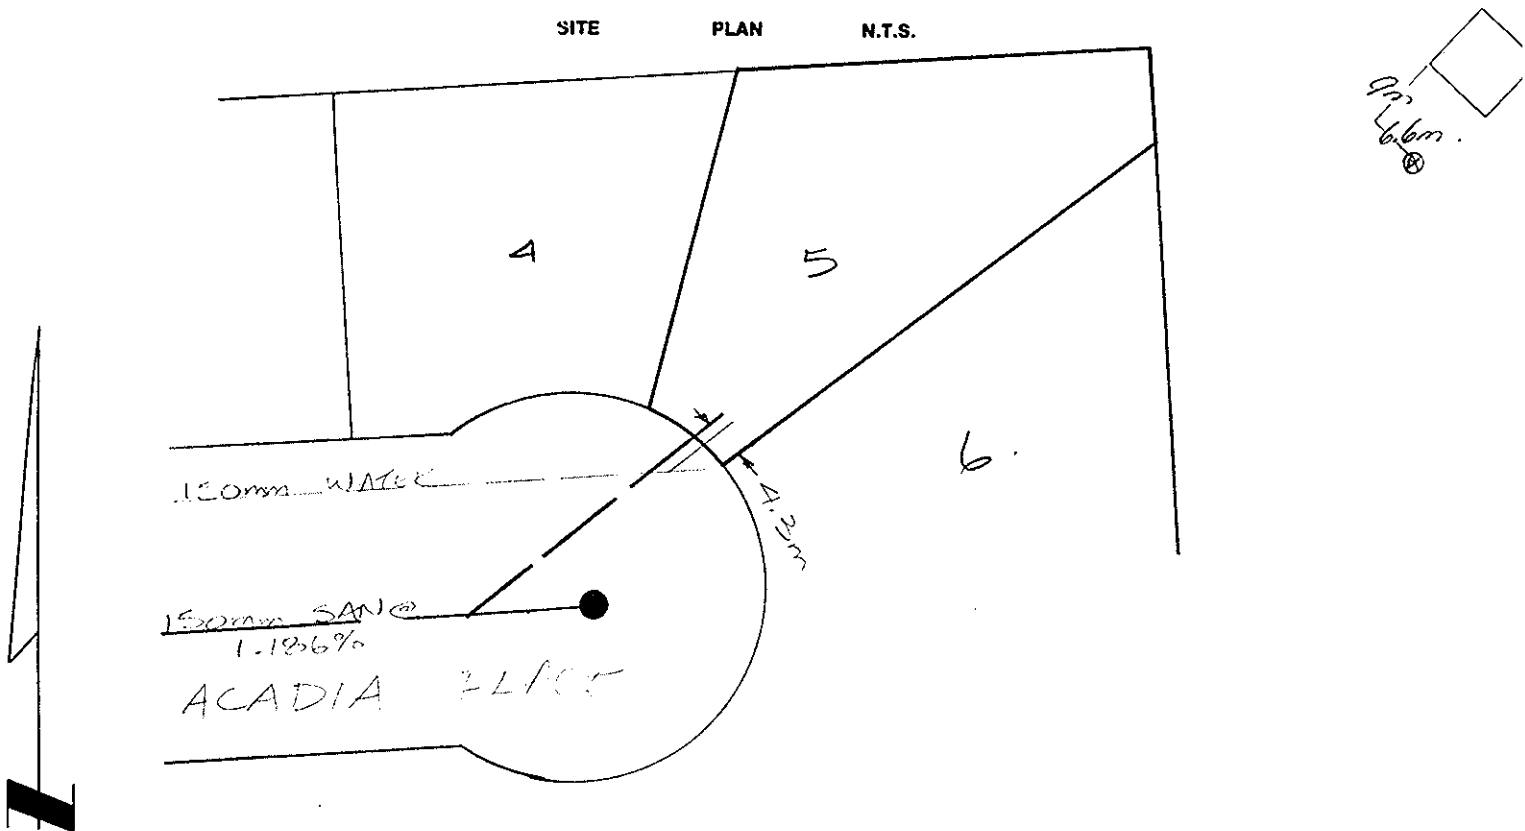 SITE PLAN N.T.S.
9m
6.6m.
4
5
6.
150mm WATER
4.3m
150mm SAN @
1.186%
ACADIA PLACE
N